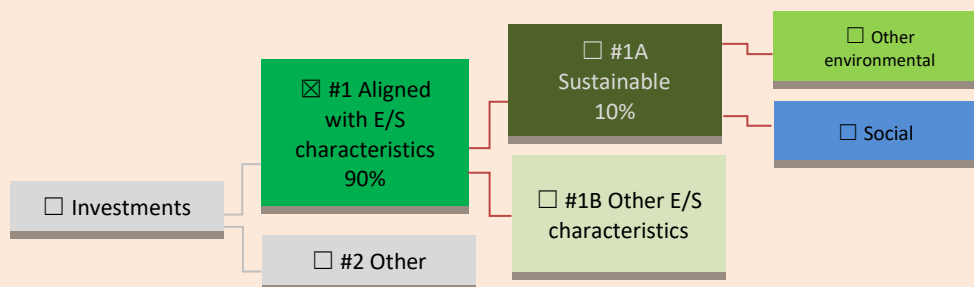 ☐ Investments
☒ #1 Aligned
with E/S
characteristics
90%
☐ #2 Other
☐ #1A
Sustainable
10%
☐ #1B Other E/S
characteristics
☐ Other
environmental
☐ Social